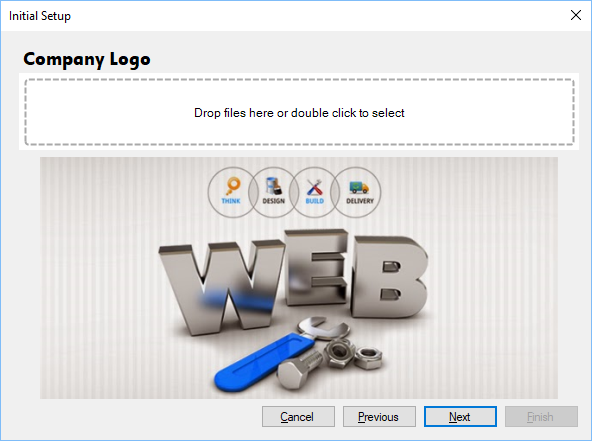 Initial Setup
Company Logo
Drop files here or double click to select
THINK DESIGN BUILD DELIVERY
WEB
Cancel Previous Next Finish